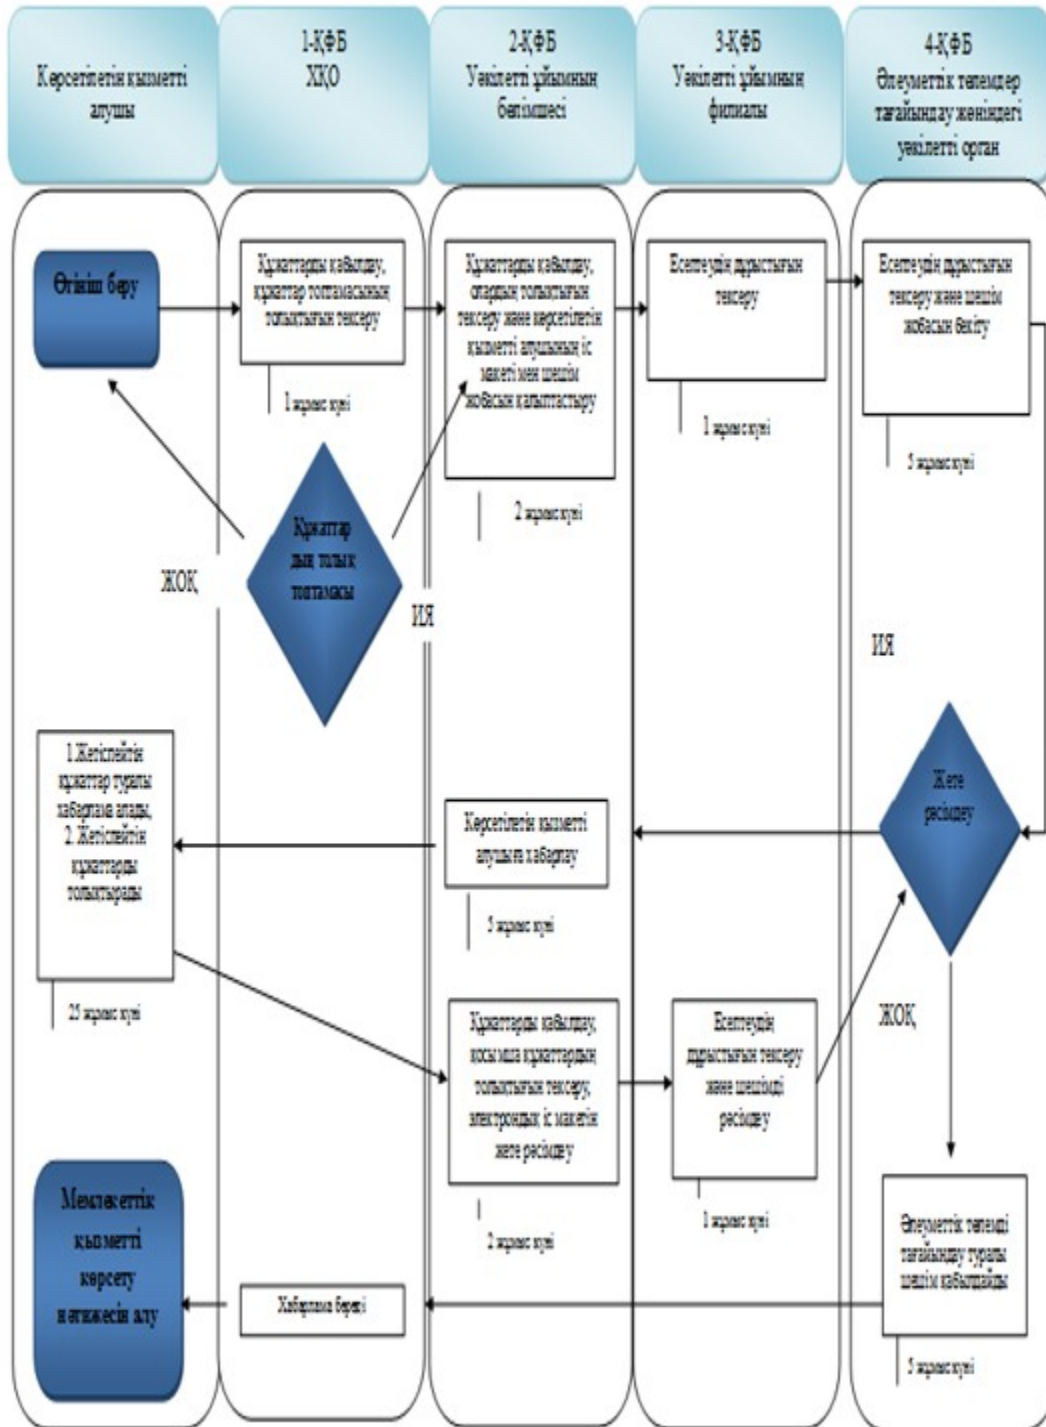 Көрсетілетін қызметті
алушы
1-ҚФБ
ХҚО
2-ҚФБ
Уәкілетті ұйымның
бөлімшесі
3-ҚФБ
Уәкілетті ұйымның
филиалы
4-ҚФБ
Әлеуметтік төлемдер
тағайындау жөніндегі
уәкілетті орган
Өтініш беру
Құжаттарды қабылдау,
құжаттар топтамасының
толықтығын тексеру
1 жұмыс күні
Құжаттарды қабылдау,
олардың толықтығын
тексеру және көрсетілетін
қызметті алушының іс
макеті мен шешім
жобасын қалыптастыру
2 жұмыс күні
Есептеудің дұрыстығын
тексеру
1 жұмыс күні
Есептеудің дұрыстығын
тексеру және шешім
жобасын бекіту
5 жұмыс күні
Құжаттар
дың толық
топтамасы
ЖОҚ
ИЯ
ИЯ
Жете
рәсімдеу
ЖОҚ
1.Жетіспейтін
құжаттар туралы
хабарлама алады,
2. Жетіспейтін
құжаттарды
толықтырады
25 жұмыс күні
Көрсетілетін қызметті
алушыға хабарлау
5 жұмыс күні
Құжаттарды қабылдау,
қосымша құжаттардың
толықтығын тексеру,
электрондық іс макетін
жете рәсімдеу
2 жұмыс күні
Есептеудің
дұрыстығын тексеру
және шешімді
рәсімдеу
1 жұмыс күні
Әлеуметтік төлемді
тағайындау туралы
шешім қабылдайды
5 жұмыс күні
Хабарлама береді
Мемлекеттік
қызметті
көрсету
нәтижесін алу